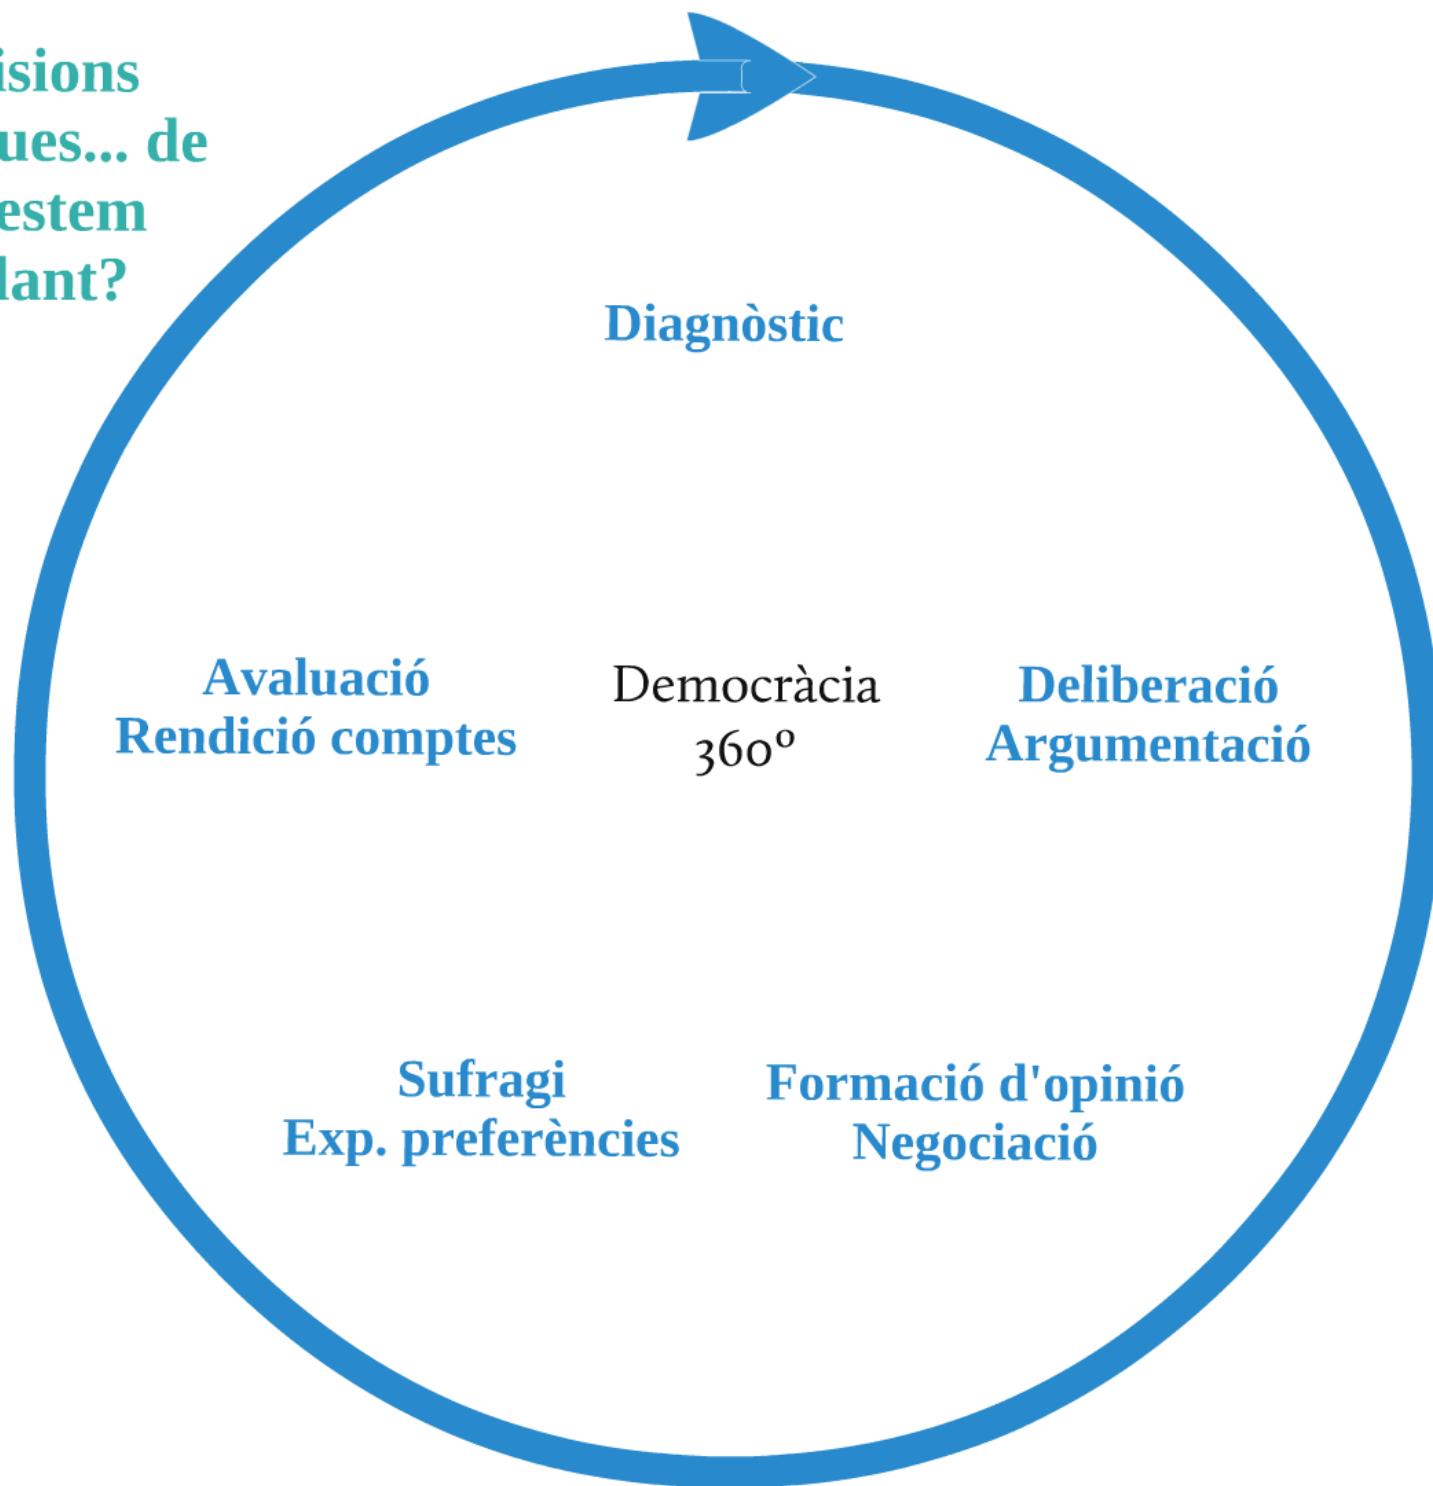 isions
ues... de
estem
lant?
Diagnòstic
Avaluació
Rendició comptes
Democràcia
360º
Deliberació
Argumentació
Sufragi
Exp. preferències
Formació d'opinió
Negociació